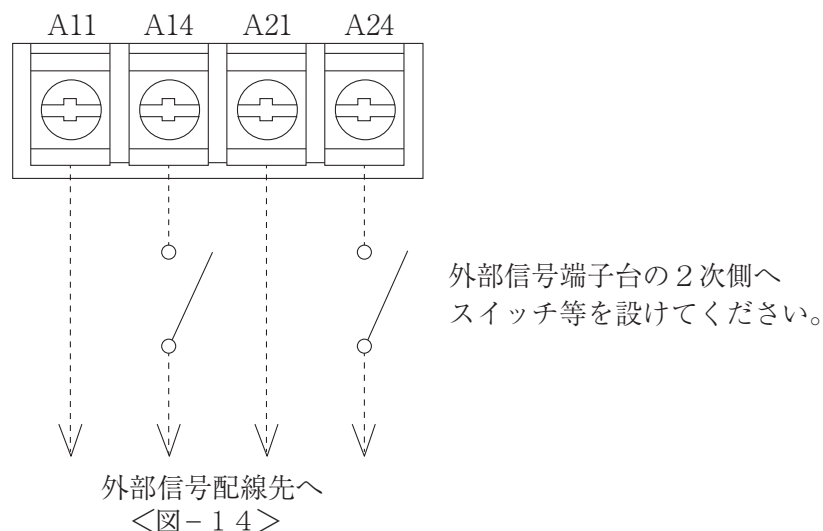 A11 A14 A21 A24
外部信号端子台の２次側へ
スイッチ等を設けてください。
外部信号配線先へ
＜図－１４＞